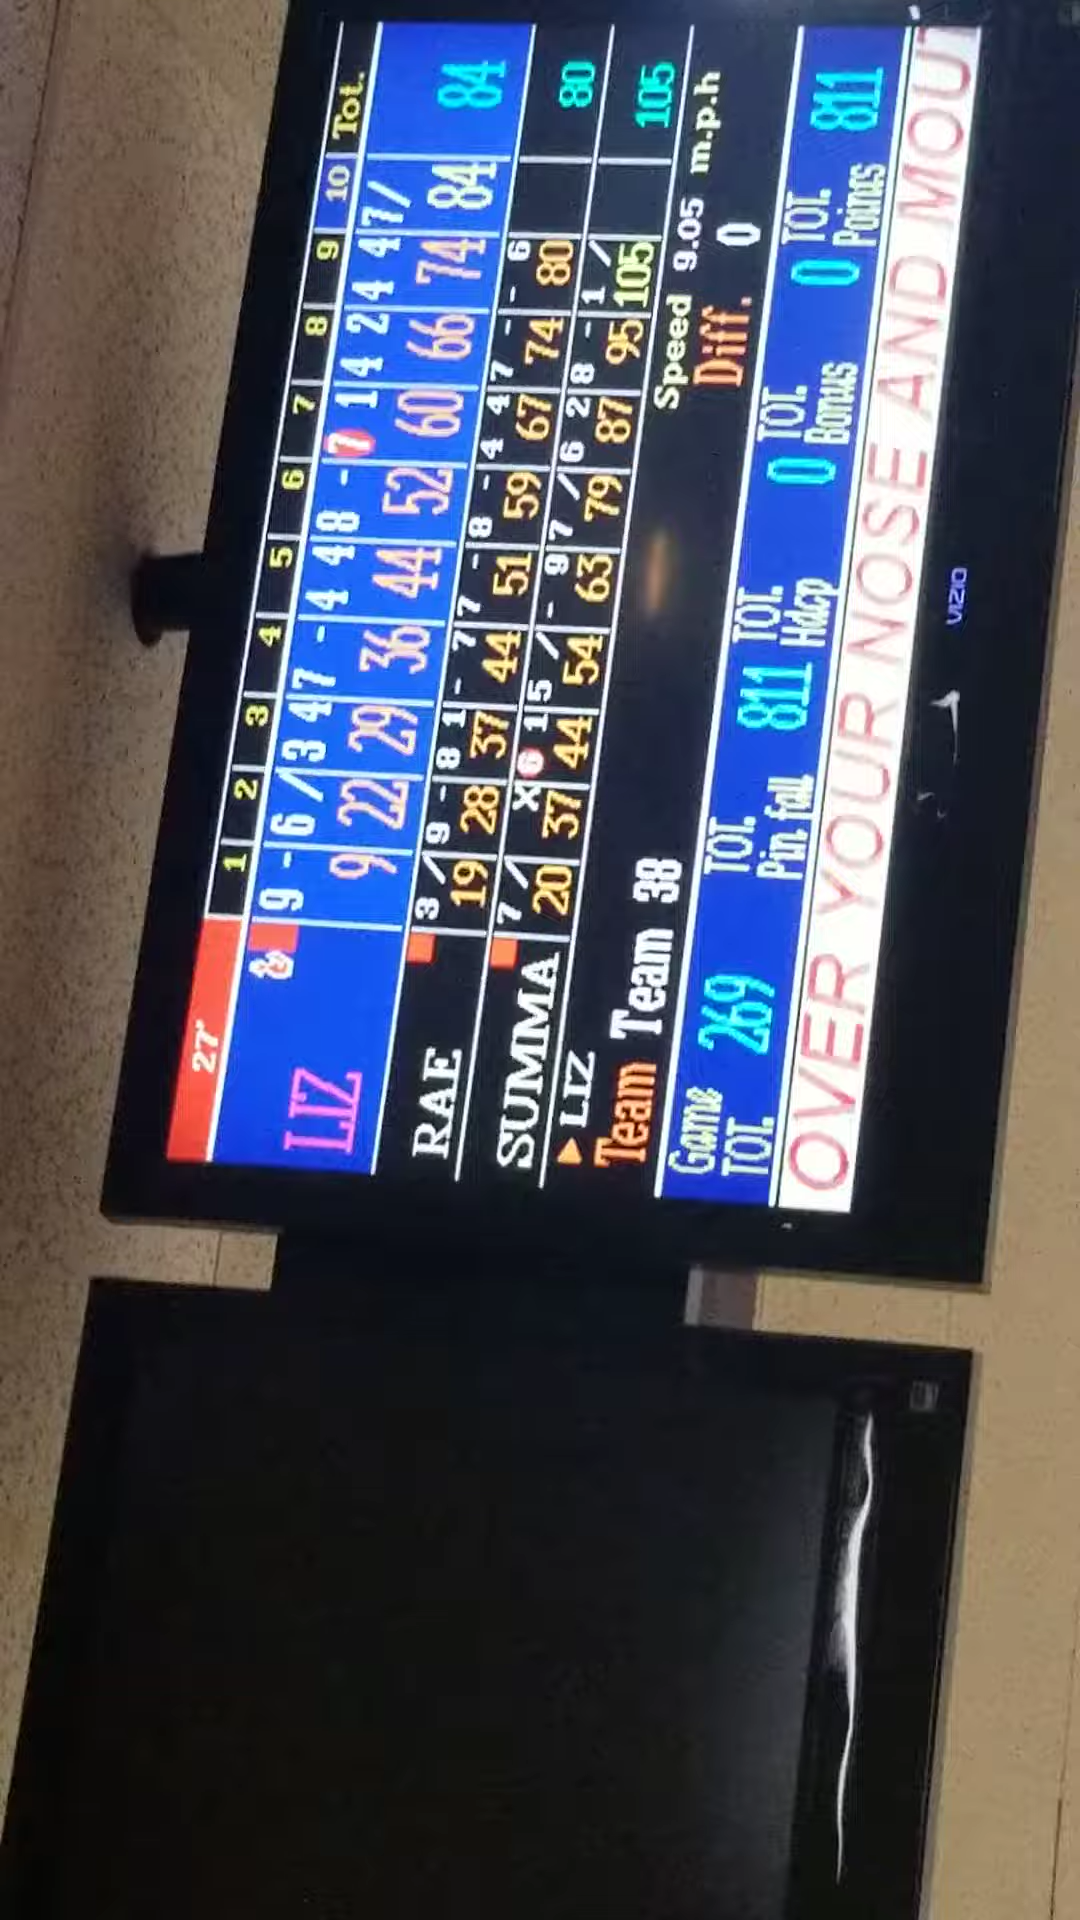 27' 1 2 3 4 5 6 7 8 9 10 Tot.
9 - 6 / 3 4 7 - 4 4 8 - 7 1 4 2 4 4 7 /
LIZ 9 22 29 36 44 52 60 66 74 84 84
3 / 9 - 8 1 - 7 7 - 8 - 4 4 7 - - 6
RAE 19 28 37 44 51 59 67 74 80 80
7 / X 6 1 5 / - 9 7 / 6 2 8 - 1 /
SUMMA 20 37 44 54 63 79 87 95 105 105
LIZ Speed 9.05 m.p.h
Team Team 38 Diff. 0
Game 269 TOT. 811 TOT. 0 TOT. 0 TOT. 811
TOT. Pin fall Hdcp Bonus Points
OVER YOUR NOSE AND MOUT
VIZIO